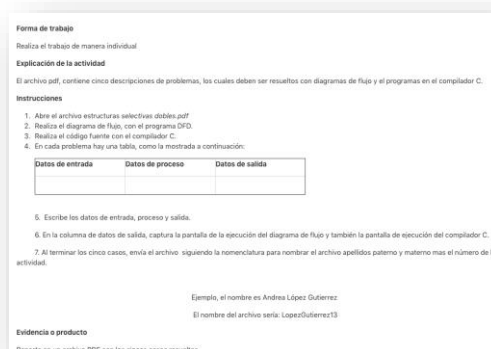 Forma de trabajo
Realiza el trabajo de manera individual
Explicación de la actividad
El archivo pdf, contiene cinco descripciones de problemas, los cuales deben ser resueltos con diagramas de flujo y el programas en el compilador C.
Instrucciones
1. Abre el archivo estructuras selectivas dobles.pdf
2. Realiza el diagrama de flujo, con el programa DFD.
3. Realiza el código fuente con el compilador C.
4. En cada problema hay una tabla, como la mostrada a continuación:
Datos de entrada Datos de proceso Datos de salida
5. Escribe los datos de entrada, proceso y salida.
6. En la columna de datos de salida, captura la pantalla de la ejecución del diagrama de flujo y también la pantalla de ejecución del compilador C.
7. Al terminar los cinco casos, envía el archivo siguiendo la nomenclatura para nombrar el archivo apellidos paterno y materno mas el número de
actividad.
Ejemplo, el nombre es Andrea López Gutierrez
El nombre del archivo sería: LopezGutierrez13
Evidencia o producto